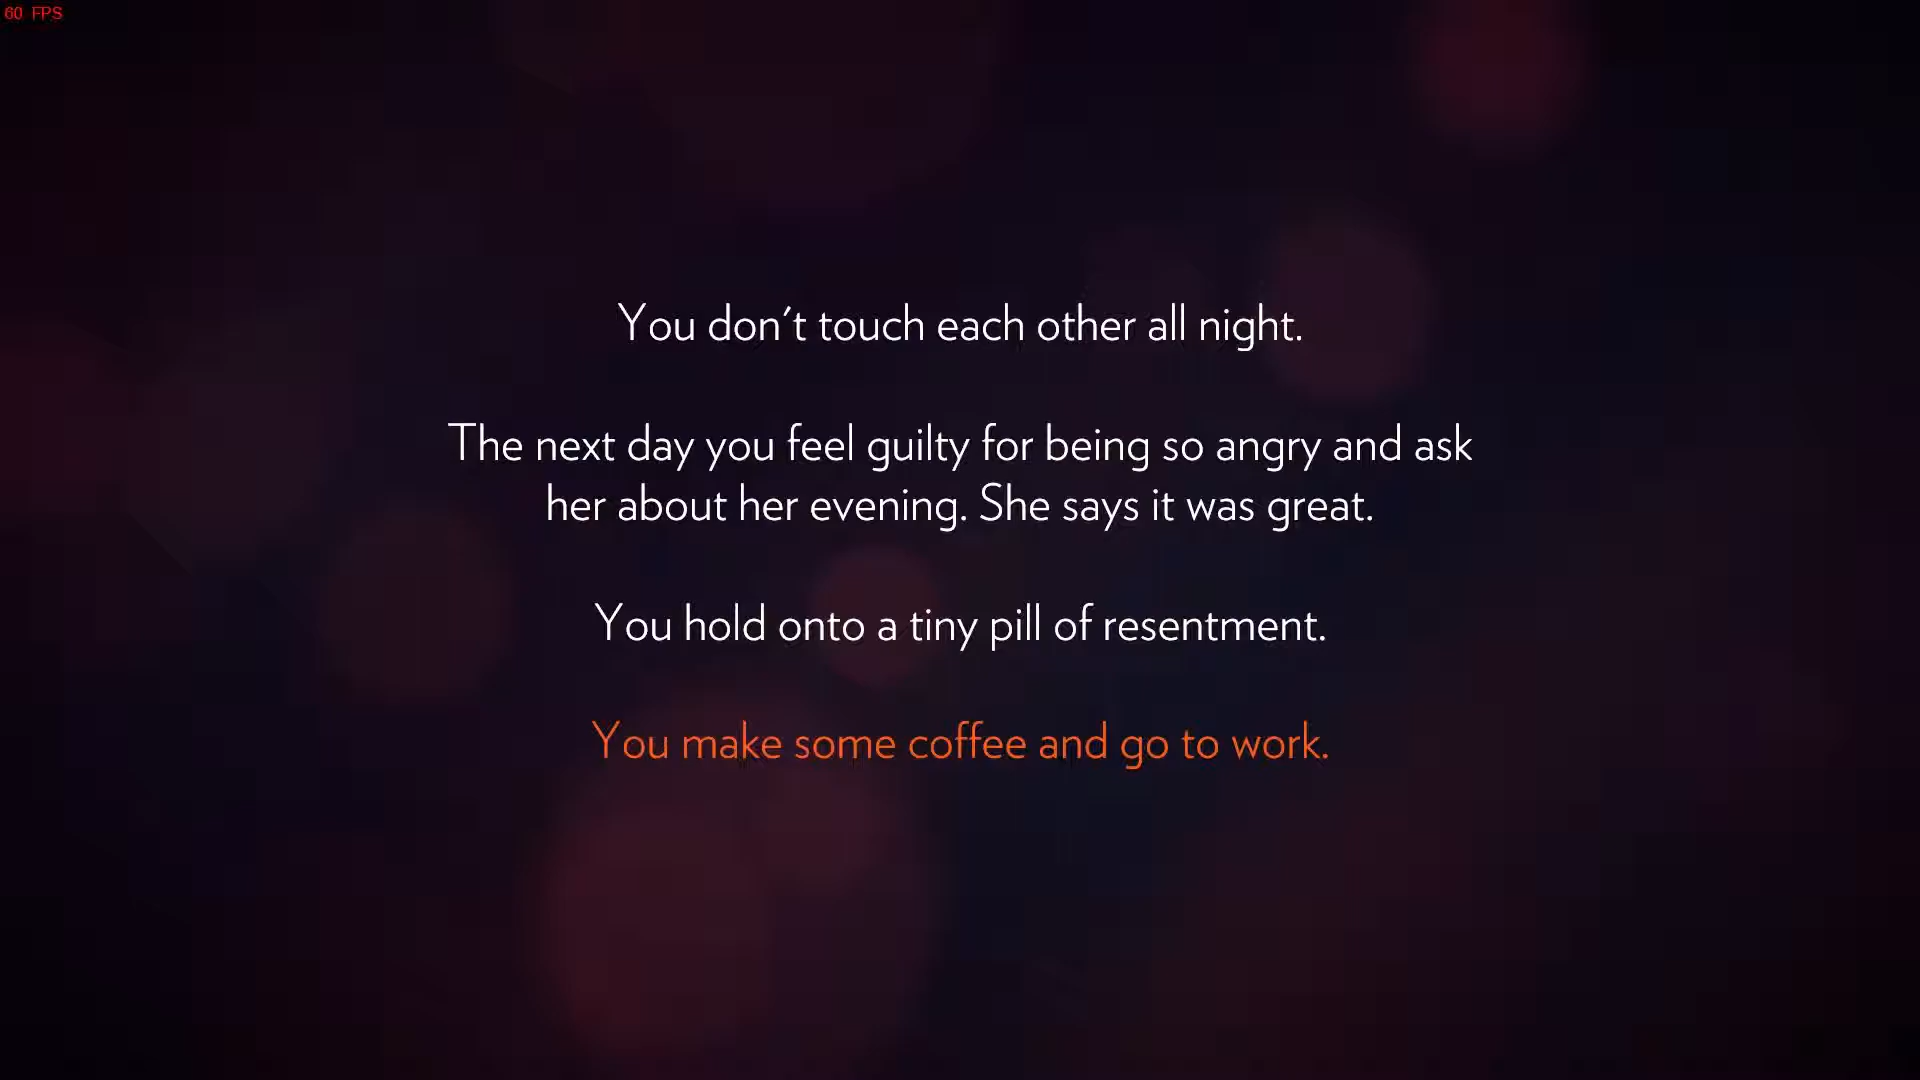 60 FPS
You don't touch each other all night.
The next day you feel guilty for being so angry and ask
her about her evening. She says it was great.
You hold onto a tiny pill of resentment.
You make some coffee and go to work.